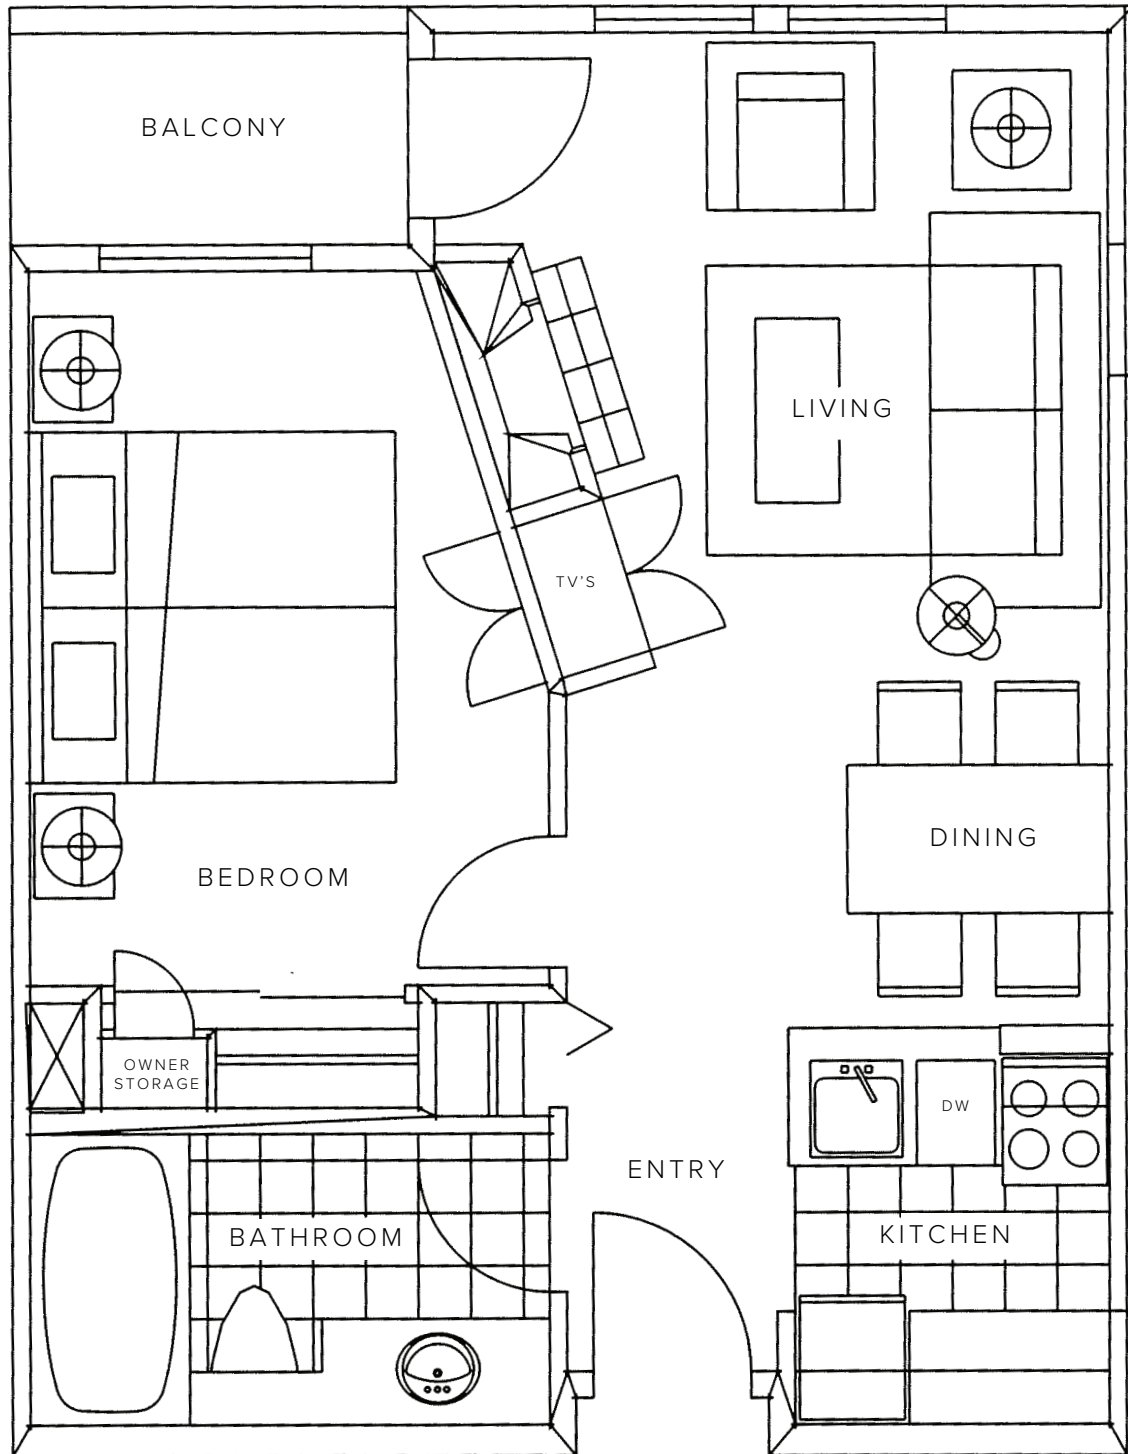 BALCONY
LIVING
TV'S
DINING
BEDROOM
OWNER
STORAGE
DW
ENTRY
KITCHEN
BATHROOM